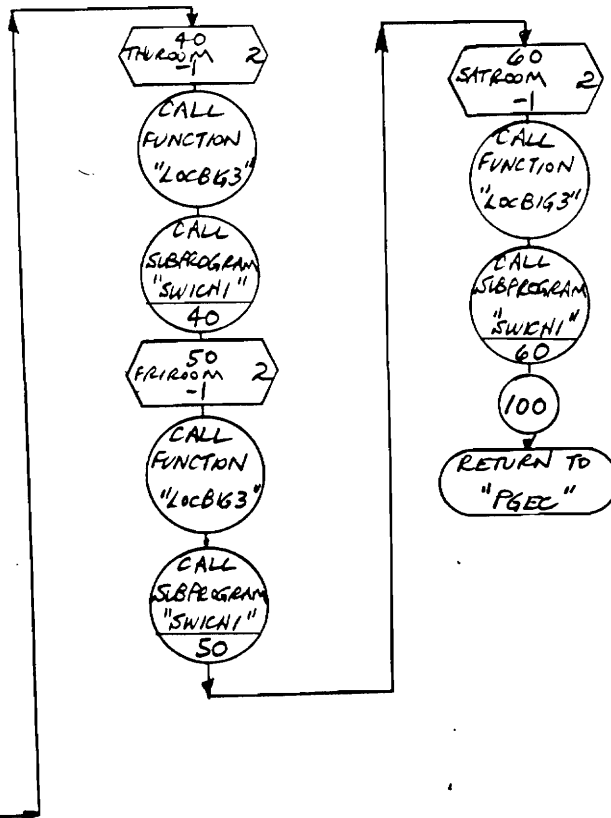 40
THUROOM 2
-1
CALL
FUNCTION
"LOCBIG3"
CALL
SUBPROGRAM
"SWICH1"
40
50
FRIROOM 2
-1
CALL
FUNCTION
"LOCBIG3"
CALL
SUBPROGRAM
"SWICH1"
50
60
SATROOM 2
-1
CALL
FUNCTION
"LOCBIG3"
CALL
SUBPROGRAM
"SWICH1"
60
100
RETURN TO
"PGEC"